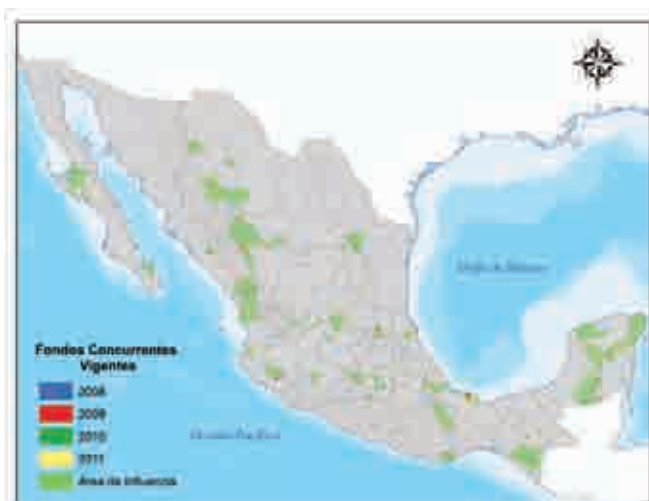 Golfo de México
Fondos Concurrentes
Vigentes
2008
2009
2010
2011
Área de influencia
Océano Pacífico